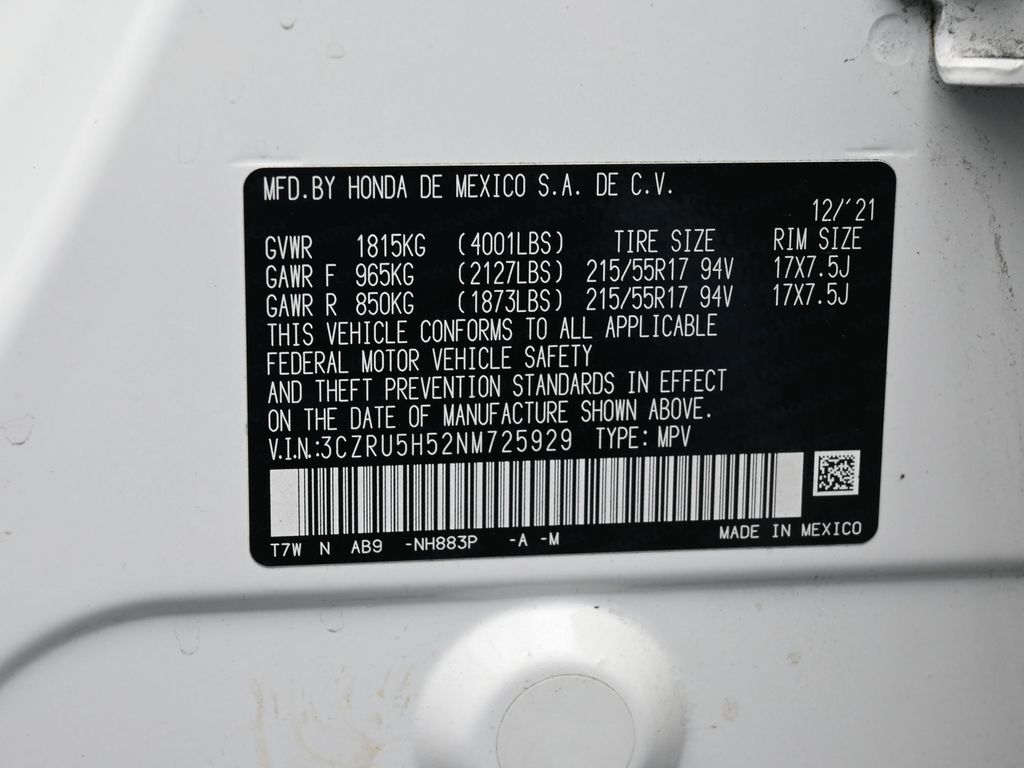 MFD.BY HONDA DE MEXICO S.A. DE C.V.
12/'21
GVWR 1815KG (4001LBS) TIRE SIZE RIM SIZE
GAWR F 965KG (2127LBS) 215/55R17 94V 17X7.5J
GAWR R 850KG (1873LBS) 215/55R17 94V 17X7.5J
THIS VEHICLE CONFORMS TO ALL APPLICABLE
FEDERAL MOTOR VEHICLE SAFETY
AND THEFT PREVENTION STANDARDS IN EFFECT
ON THE DATE OF MANUFACTURE SHOWN ABOVE.
V.I.N.:3CZRU5H52NM725929 TYPE: MPV
T7W N AB9 -NH883P -A -M MADE IN MEXICO